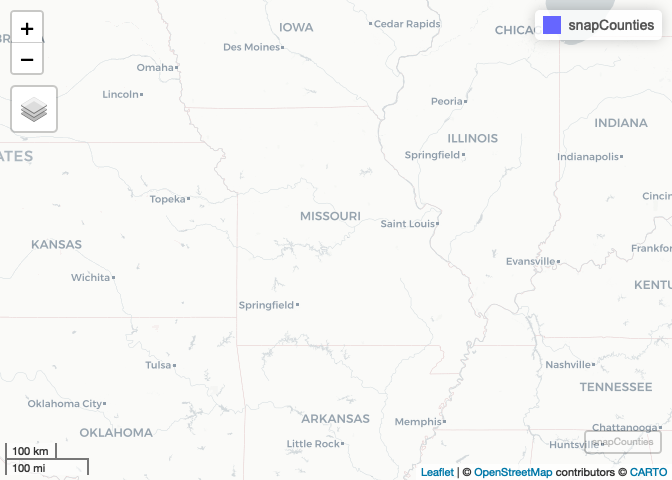 +
−
IOWA
Cedar Rapids
CHICAG
snapCounties
Des Moines
Omaha
Lincoln
Peoria
ILLINOIS
INDIANA
Springfield
Indianapolis
ATES
Topeka
MISSOURI
Saint Louis
Cincin
KANSAS
Frankfor
Evansville
Wichita
KENTU
Springfield
Tulsa
Nashville
TENNESSEE
Oklahoma City
ARKANSAS
Memphis
Chattanooga
OKLAHOMA
Little Rock
Huntsville
snapCounties
100 km
100 mi
Leaflet | © OpenStreetMap contributors © CARTO